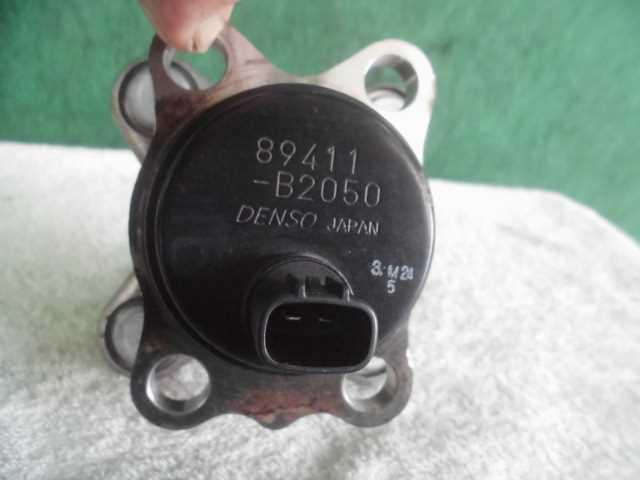 89411
-B2050
DENSO JAPAN
3. M 24
5